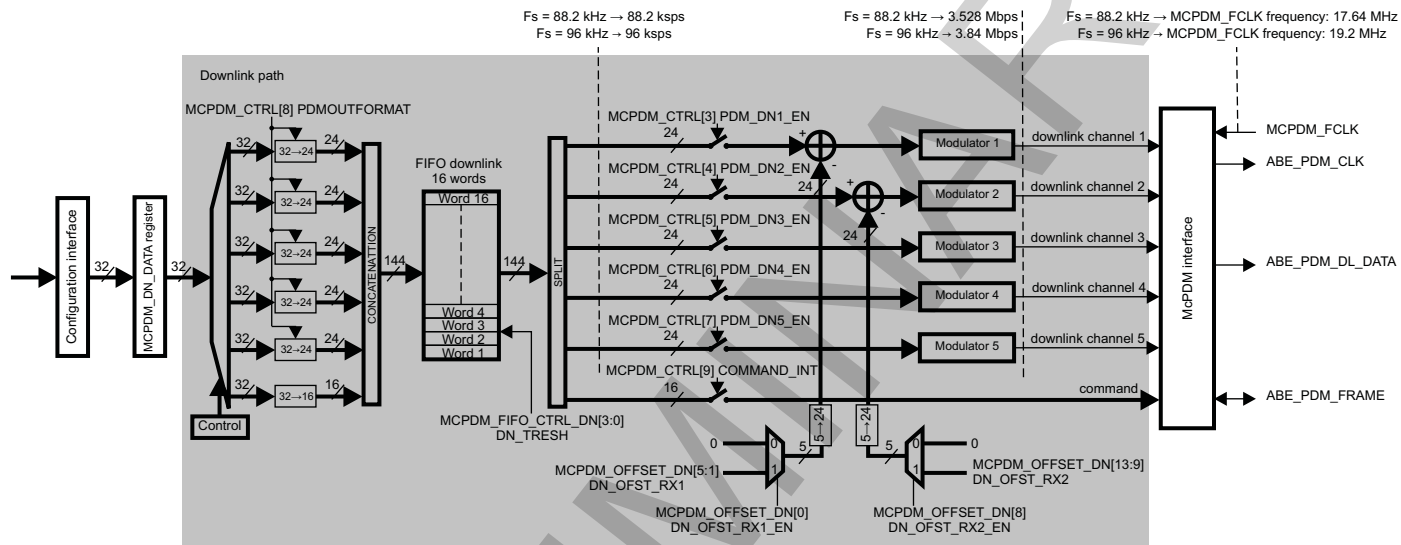 Fs = 88.2 kHz → 88.2 ksps
Fs = 96 kHz → 96 ksps
Fs = 88.2 kHz → 3.528 Mbps
Fs = 96 kHz → 3.84 Mbps
Fs = 88.2 kHz → MCPDM_FCLK frequency: 17.64 MHz
Fs = 96 kHz → MCPDM_FCLK frequency: 19.2 MHz
Downlink path
MCPDM_CTRL[8] PDMOUTFORMAT
32
32→24
24
32
32→24
24
32
32→24
24
32
32→24
24
32
32→24
24
32
32→16
16
Configuration interface
32
MCPDM_DN_DATA register
32
Control
CONCATENATTION
144
FIFO downlink
16 words
Word 16
Word 4
Word 3
Word 2
Word 1
144
MCPDM_FIFO_CTRL_DN[3:0]
DN_TRESH
SPLIT
MCPDM_CTRL[3] PDM_DN1_EN
24
+
-
Modulator 1
downlink channel 1
MCPDM_CTRL[4] PDM_DN2_EN
24
24
+
-
Modulator 2
downlink channel 2
MCPDM_CTRL[5] PDM_DN3_EN
24
24
Modulator 3
downlink channel 3
MCPDM_CTRL[6] PDM_DN4_EN
24
Modulator 4
downlink channel 4
MCPDM_CTRL[7] PDM_DN5_EN
24
Modulator 5
downlink channel 5
MCPDM_CTRL[9] COMMAND_INT
16
command
5→24
5→24
0
0
1
5
MCPDM_OFFSET_DN[5:1]
DN_OFST_RX1
MCPDM_OFFSET_DN[0]
DN_OFST_RX1_EN
5
0
1
0
MCPDM_OFFSET_DN[13:9]
DN_OFST_RX2
MCPDM_OFFSET_DN[8]
DN_OFST_RX2_EN
McPDM interface
MCPDM_FCLK
ABE_PDM_CLK
ABE_PDM_DL_DATA
ABE_PDM_FRAME